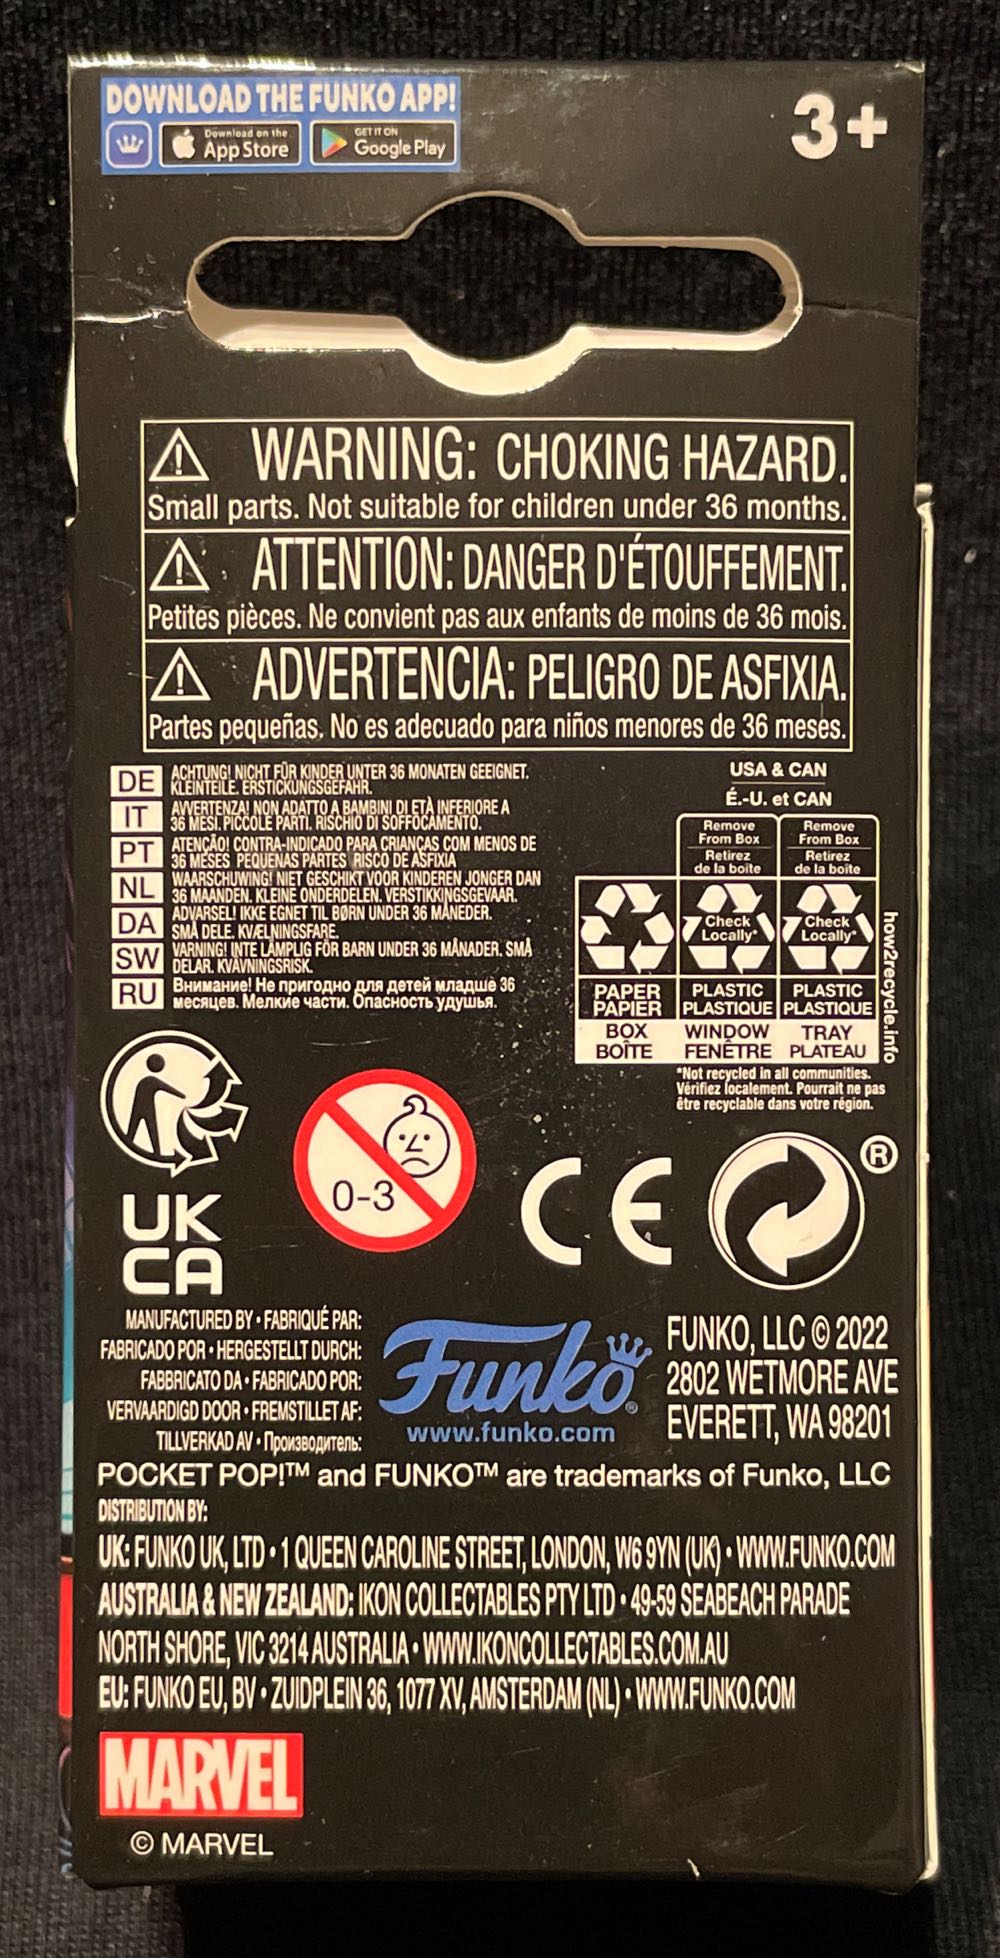 DOWNLOAD THE FUNKO APP!
Download on the
App Store
GET IT ON
Google Play
3+
WARNING: CHOKING HAZARD.
Small parts. Not suitable for children under 36 months.
ATTENTION: DANGER D'ÉTOUFFEMENT.
Petites pièces. Ne convient pas aux enfants de moins de 36 mois.
ADVERTENCIA: PELIGRO DE ASFIXIA.
Partes pequeñas. No es adecuado para niños menores de 36 meses.
DE ACHTUNG! NICHT FÜR KINDER UNTER 36 MONATEN GEEIGNET.
KLEINTEILE. ERSTICKUNGSGEFAHR.
IT AVVERTENZA! NON ADATTO A BAMBINI DI ETÀ INFERIORE A
36 MESI. PICCOLE PARTI. RISCHIO DI SOFFOCAMENTO.
PT ATENÇÃO! CONTRA-INDICADO PARA CRIANÇAS COM MENOS DE
36 MESES PEQUENAS PARTES RISCO DE ASFIXIA
NL WAARSCHUWING! NIET GESCHIKT VOOR KINDEREN JONGER DAN
36 MAANDEN. KLEINE ONDERDELEN. VERSTIKKINGSGEVAAR.
DA ADVARSEL! IKKE EGNET TIL BØRN UNDER 36 MÅNEDER.
SMÅ DELE. KVÆLNINGSFARE.
SW VARNING! INTE LÄMPLIG FÖR BARN UNDER 36 MÅNADER. SMÅ
DELAR. KVÄVNINGSRISK.
RU Внимание! Не пригодно для детей младшè 36
месяцев. Мелкие части. Опасность удушья.
USA & CAN
É.-U. et CAN
Remove
From Box
Retirez
de la boîte
Check
Locally*
Remove
From Box
Retirez
de la boîte
Check
Locally*
PAPER
PAPIER
BOX
BOÎTE
PLASTIC
PLASTIQUE
WINDOW
FENÊTRE
PLASTIC
PLASTIQUE
TRAY
PLATEAU
how2recycle.info
*Not recycled in all communities.
Vérifiez localement. Pourrait ne pas
être recyclable dans votre région.
0-3
CE
®
UK
CA
MANUFACTURED BY • FABRIQUÉ PAR:
FABRICADO POR • HERGESTELLT DURCH:
FABBRICATO DA • FABRICADO POR:
VERVAARDIGD DOOR • FREMSTILLET AF:
TILLVERKAD AV • Производитель:
Funko®
www.funko.com
FUNKO, LLC © 2022
2802 WETMORE AVE
EVERETT, WA 98201
POCKET POP!™ and FUNKO™ are trademarks of Funko, LLC
DISTRIBUTION BY:
UK: FUNKO UK, LTD • 1 QUEEN CAROLINE STREET, LONDON, W6 9YN (UK) • WWW.FUNKO.COM
AUSTRALIA & NEW ZEALAND: IKON COLLECTABLES PTY LTD • 49-59 SEABEACH PARADE
NORTH SHORE, VIC 3214 AUSTRALIA • WWW.IKONCOLLECTABLES.COM.AU
EU: FUNKO EU, BV • ZUIDPLEIN 36, 1077 XV, AMSTERDAM (NL) • WWW.FUNKO.COM
MARVEL
© MARVEL